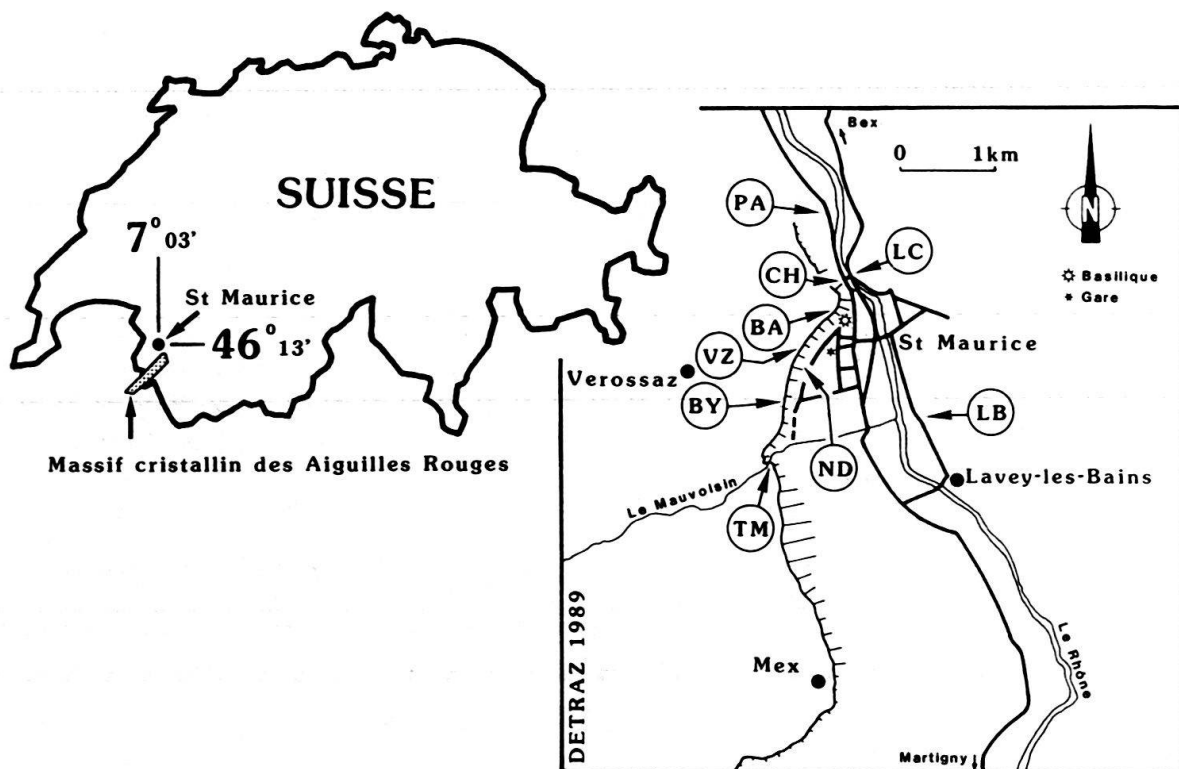 SUISSE
7° 03'
St Maurice
46° 13'
Massif cristallin des Aiguilles Rouges
Bex
0 1km
N
PA
LC
CH
☼ Basilique
* Gare
BA
St Maurice
VZ
Verossaz
BY
LB
ND
Lavey-les-Bains
Le Mauvoisin
TM
Le Rhône
Mex
DETRAZ 1989
Martigny